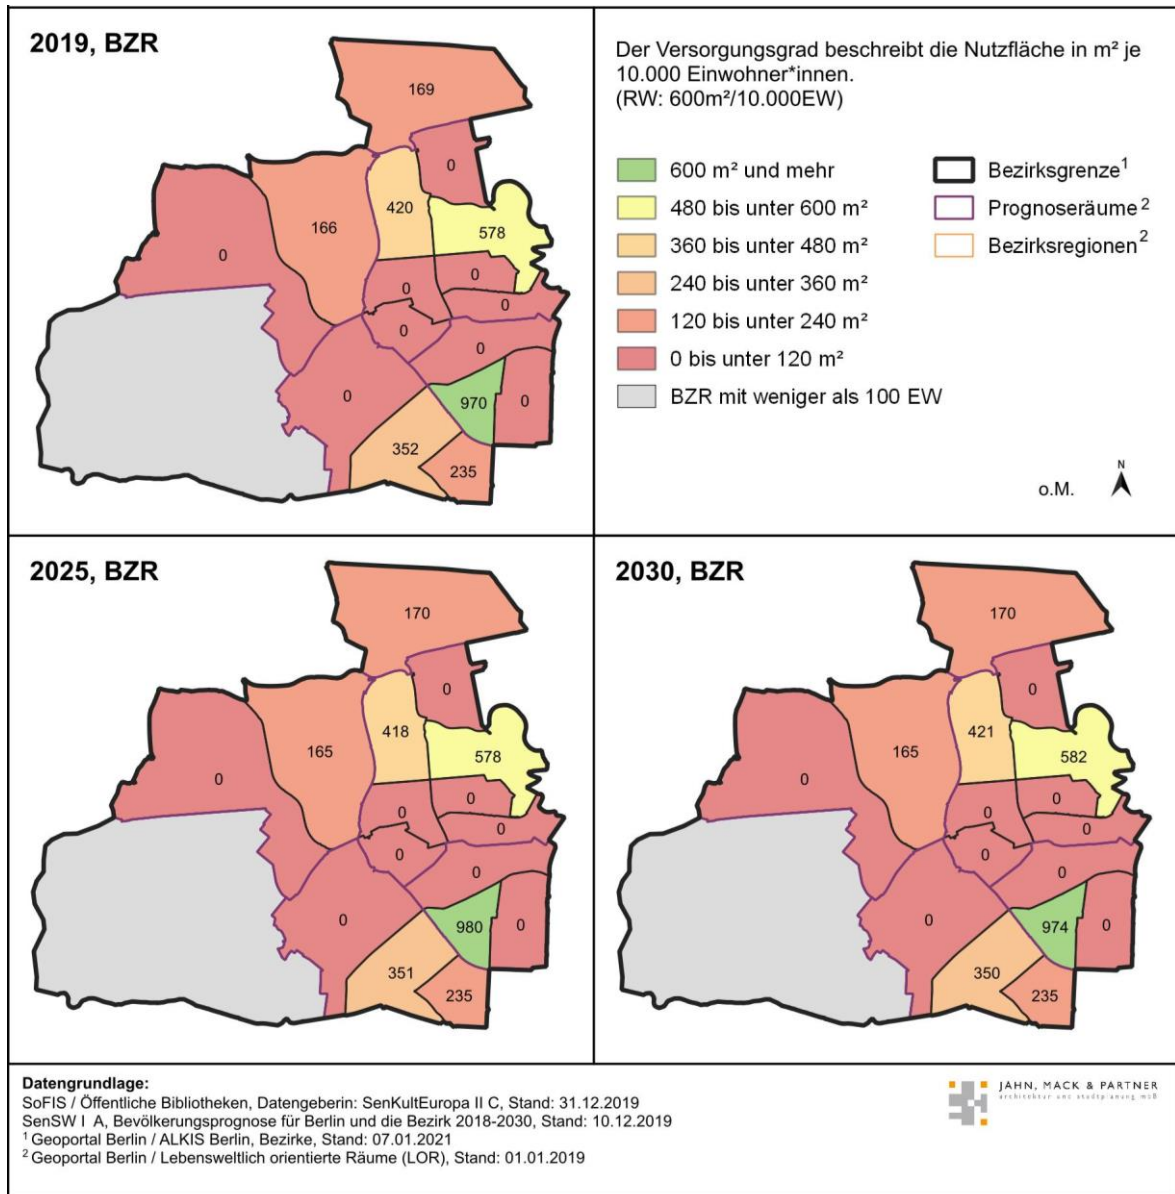 2019, BZR
169
0
420
578
166
0
0
0
0
0
0
0
970
0
352
235
Der Versorgungsgrad beschreibt die Nutzfläche in m² je
10.000 Einwohner*innen.
(RW: 600m²/10.000EW)
600 m² und mehr
480 bis unter 600 m²
360 bis unter 480 m²
240 bis unter 360 m²
120 bis unter 240 m²
0 bis unter 120 m²
BZR mit weniger als 100 EW
Bezirksgrenze¹
Prognoseräume²
Bezirksregionen²
o.M.
N
2025, BZR
170
0
418
578
165
0
0
0
0
0
0
0
980
0
351
235
2030, BZR
170
0
421
582
165
0
0
0
0
0
0
0
974
0
350
235
Datengrundlage:
SoFIS / Öffentliche Bibliotheken, Datengeberin: SenKultEuropa II C, Stand: 31.12.2019
SenSW I A, Bevölkerungsprognose für Berlin und die Bezirk 2018-2030, Stand: 10.12.2019
¹ Geoportal Berlin / ALKIS Berlin, Bezirke, Stand: 07.01.2021
² Geoportal Berlin / Lebensweltlich orientierte Räume (LOR), Stand: 01.01.2019
JAHN, MACK & PARTNER
architektur und stadtplanung mbB